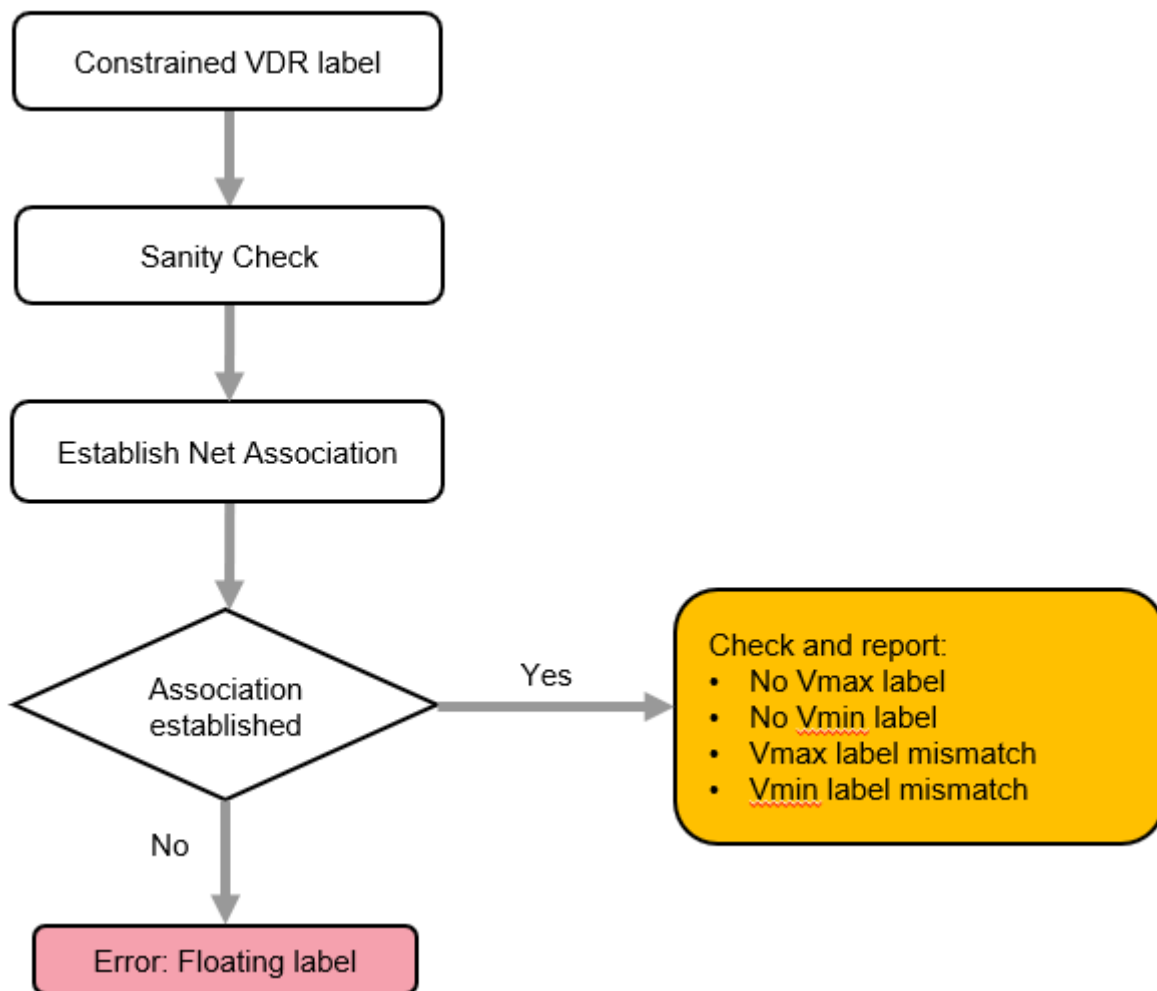 Constrained VDR label
Sanity Check
Establish Net Association
Association
established
Yes
Check and report:
• No Vmax label
• No Vmin label
• Vmax label mismatch
• Vmin label mismatch
No
Error: Floating label